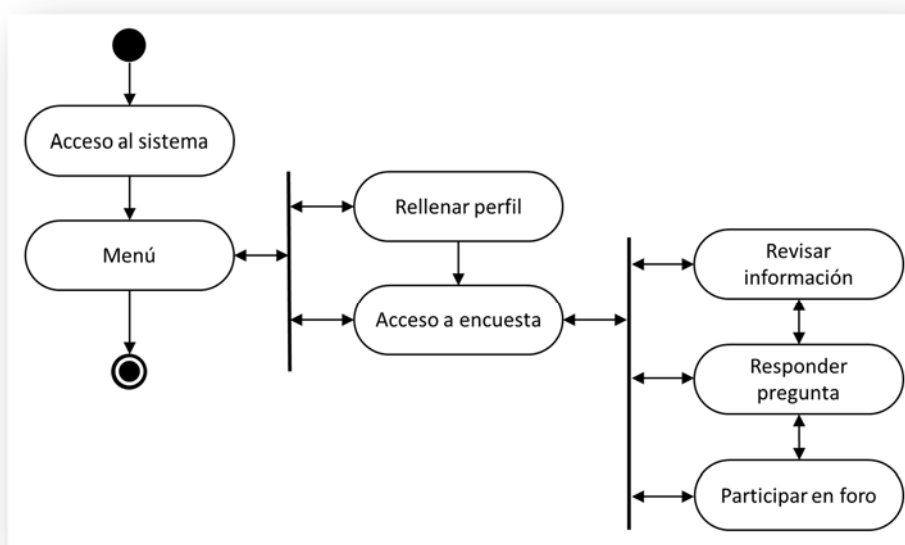 Acceso al sistema
Menú
Rellenar perfil
Acceso a encuesta
Revisar
información
Responder
pregunta
Participar en foro